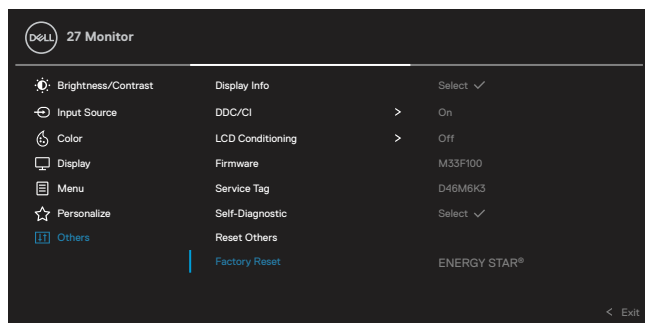 DELL 27 Monitor
Brightness/Contrast Display Info Select ✓
Input Source DDC/CI > On
Color LCD Conditioning > Off
Display Firmware M33F100
Menu Service Tag D46M6K3
Personalize Self-Diagnostic Select ✓
Others Reset Others
Factory Reset ENERGY STAR®
< Exit